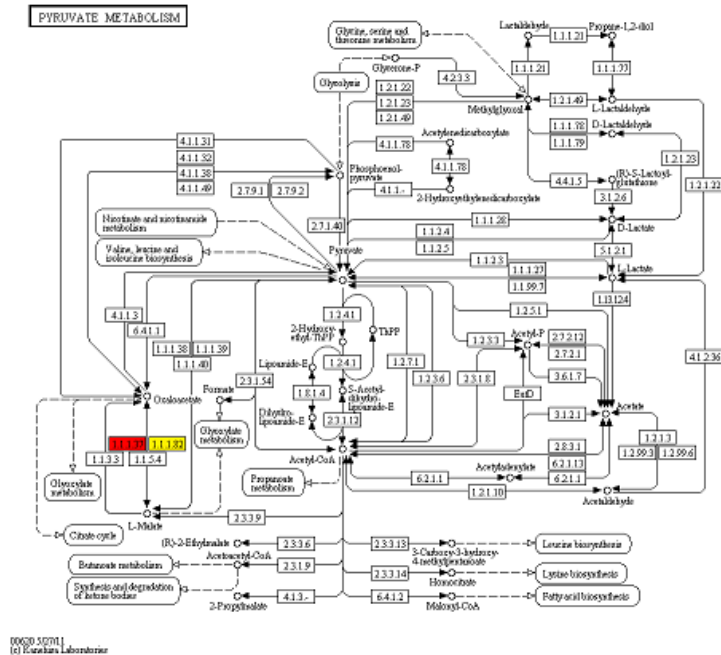 PYRUVATE METABOLISM
Lactaldehyde
Propane-1,2-diol
Glycine, serine and
threonine metabolism
1.1.1.21
Glycerone-P
1.1.1.21
1.1.1.77
Glycolysis
4.2.3.3
1.2.1.22
1.2.1.23
1.2.1.49
Methylglyoxal
1.2.1.49
L-Lactaldehyde
Acetylenedicarboxylate
1.1.1.78
1.1.1.79
D-Lactaldehyde
4.1.1.31
4.1.1.32
4.1.1.38
4.1.1.49
4.1.1.78
4.1.1.78
1.2.1.23
1.2.1.22
Phosphoenol-
pyruvate
2.7.9.1
2.7.9.2
4.1.1.-
2-Hydroxyethylenedicarboxylate
4.4.1.5
(R)-S-Lactoyl-
glutathione
3.1.2.6
Nicotinate and nicotinamide
metabolism
2.7.1.40
1.1.1.28
D-Lactate
1.1.2.4
1.1.2.5
Valine, leucine and
isoleucine biosynthesis
Pyruvate
5.1.2.1
1.1.2.3
1.1.1.27
1.1.99.7
L-Lactate
1.13.12.4
4.1.1.3
6.4.1.1
1.2.4.1
1.2.5.1
2-Hydroxy-
ethyl-ThPP
ThPP
Acetyl-P
1.1.1.38
1.1.1.39
1.1.1.40
1.2.3.3
2.7.2.12
2.7.2.1
4.1.2.36
Lipoamide-E
1.2.4.1
1.2.7.1
1.2.3.6
2.3.1.8
3.6.1.7
2.3.1.54
Formate
1.8.1.4
S-Acetyl-
dihydro-
lipoamide-E
EutD
Oxaloacetate
Dihydro-
lipoamide-E
2.3.1.12
3.1.2.1
Acetate
Glyoxylate
metabolism
1.1.1.37
1.1.1.82
Acetyl-CoA
2.8.3.1
1.2.1.3
1.2.99.3
1.2.99.6
1.1.3.3
1.1.5.4
6.2.1.13
Acetyladenylate
6.2.1.1
6.2.1.1
Glyoxylate
metabolism
Propanoate
metabolism
1.2.1.10
Acetaldehyde
L-Malate
2.3.3.9
Citrate cycle
(R)-2-Ethylmalate
2.3.3.6
2.3.3.13
3-Carboxy-3-hydroxy-
4-methylpentanoate
Leucine biosynthesis
Butanoate metabolism
Acetoacetyl-CoA
2.3.1.9
2.3.3.14
Homocitrate
Lysine biosynthesis
Synthesis and degradation
of ketone bodies
2-Propylmalate
4.1.3.-
6.4.1.2
Malonyl-CoA
Fatty acid biosynthesis
00620 5/27/11
(c) Kanehisa Laboratories